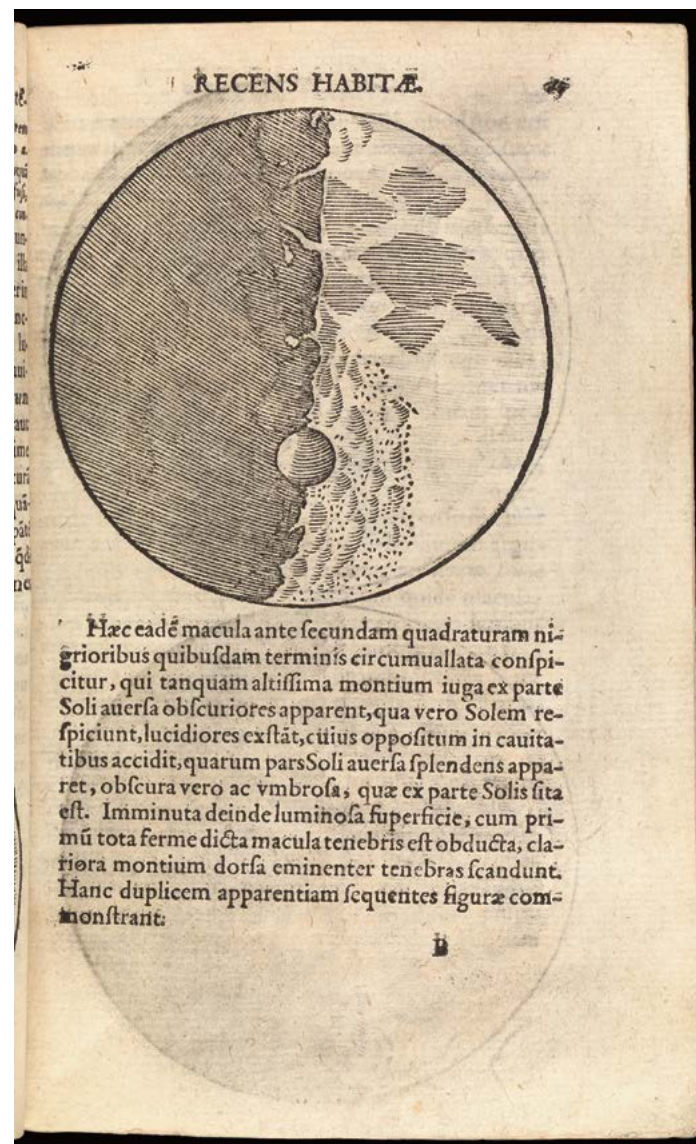 RECENS HABITÆ.
Hæc eadẽ macula ante ſecundam quadraturam ni-
grioribus quibuſdam terminis circumuallata conſpi-
citur, qui tanquam altiſſima montium iuga ex parte
Soli auerſa obſcuriores apparent, qua vero Solem re-
ſpiciunt, lucidiores exſtāt, cuius oppoſitum in cauita-
tibus accidit, quarum pars Soli auerſa ſplendens appa-
ret, obſcura vero ac vmbroſa, quæ ex parte Solis ſita
eſt. Imminuta deinde luminoſa ſuperficie, cum pri-
mū tota ferme dicta macula tenebris eſt obducta, cla-
riora montium dorſa eminenter tenebras ſcandunt.
Hanc duplicem apparentiam ſequentes figuræ com-
monſtrant.
B